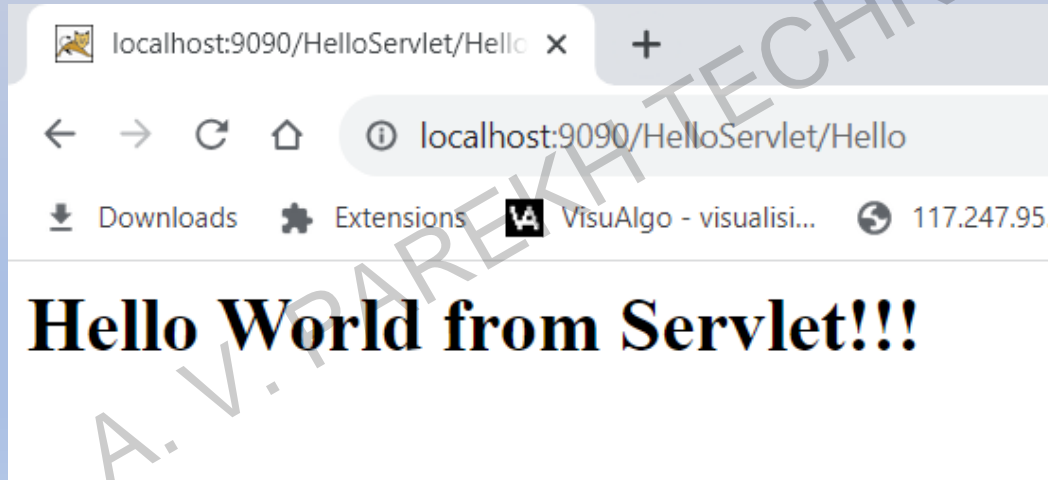 localhost:9090/HelloServlet/Hello
localhost:9090/HelloServlet/Hello
Downloads Extensions VisuAlgo - visualisi... 117.247.95.
Hello World from Servlet!!!
A. V. PAREKH